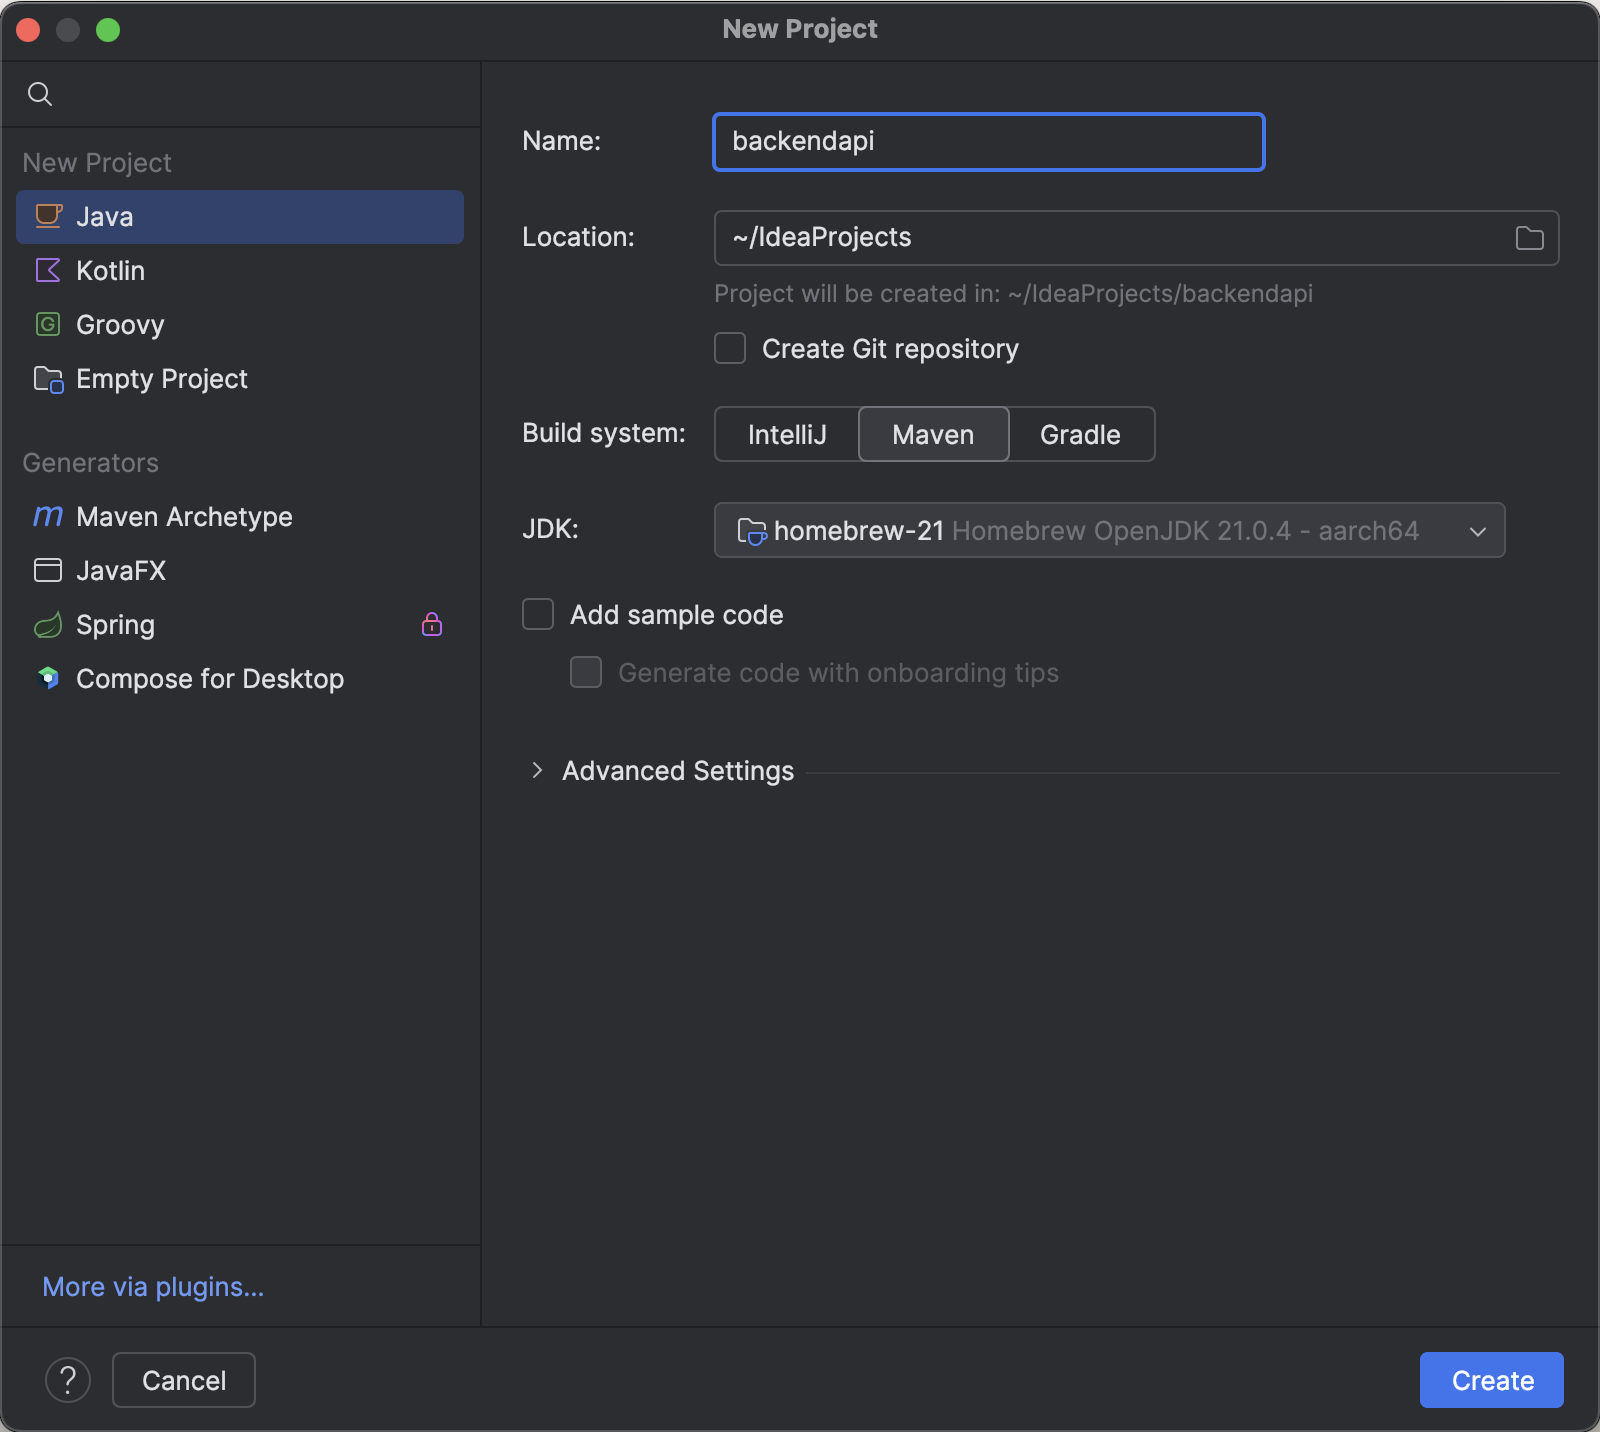 New Project
New Project
Java
Kotlin
Groovy
Empty Project
Generators
Maven Archetype
JavaFX
Spring
Compose for Desktop
More via plugins...
Name: backendapi
Location: ~/IdeaProjects
Project will be created in: ~/IdeaProjects/backendapi
Create Git repository
Build system: IntelliJ Maven Gradle
JDK: homebrew-21 Homebrew OpenJDK 21.0.4 - aarch64
Add sample code
Generate code with onboarding tips
Advanced Settings
? Cancel Create